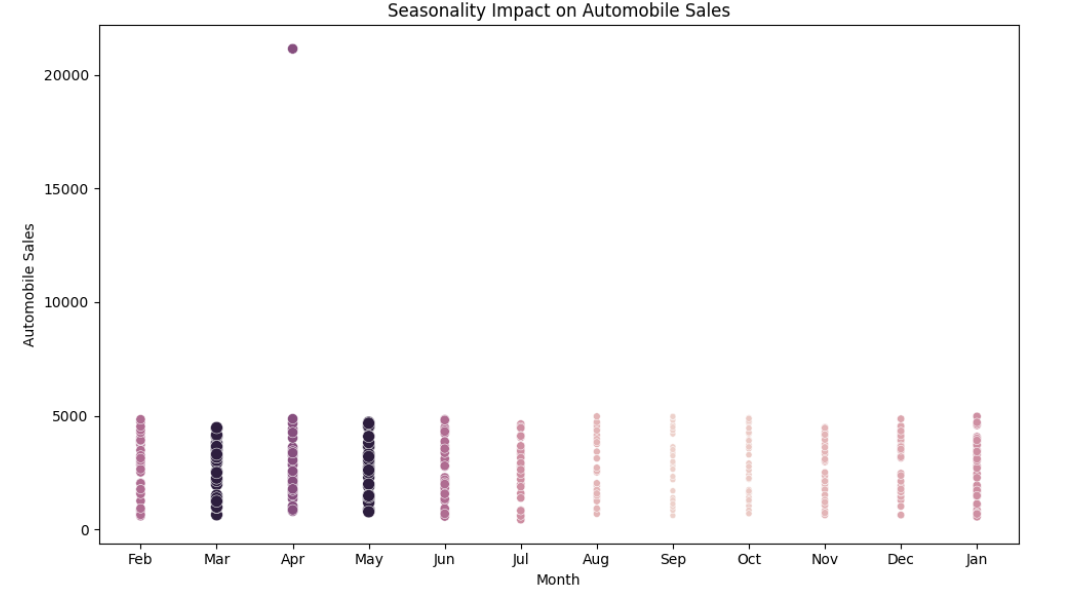 Seasonality Impact on Automobile Sales
20000
15000
10000
5000
0
Automobile Sales
Feb Mar Apr May Jun Jul Aug Sep Oct Nov Dec Jan
Month